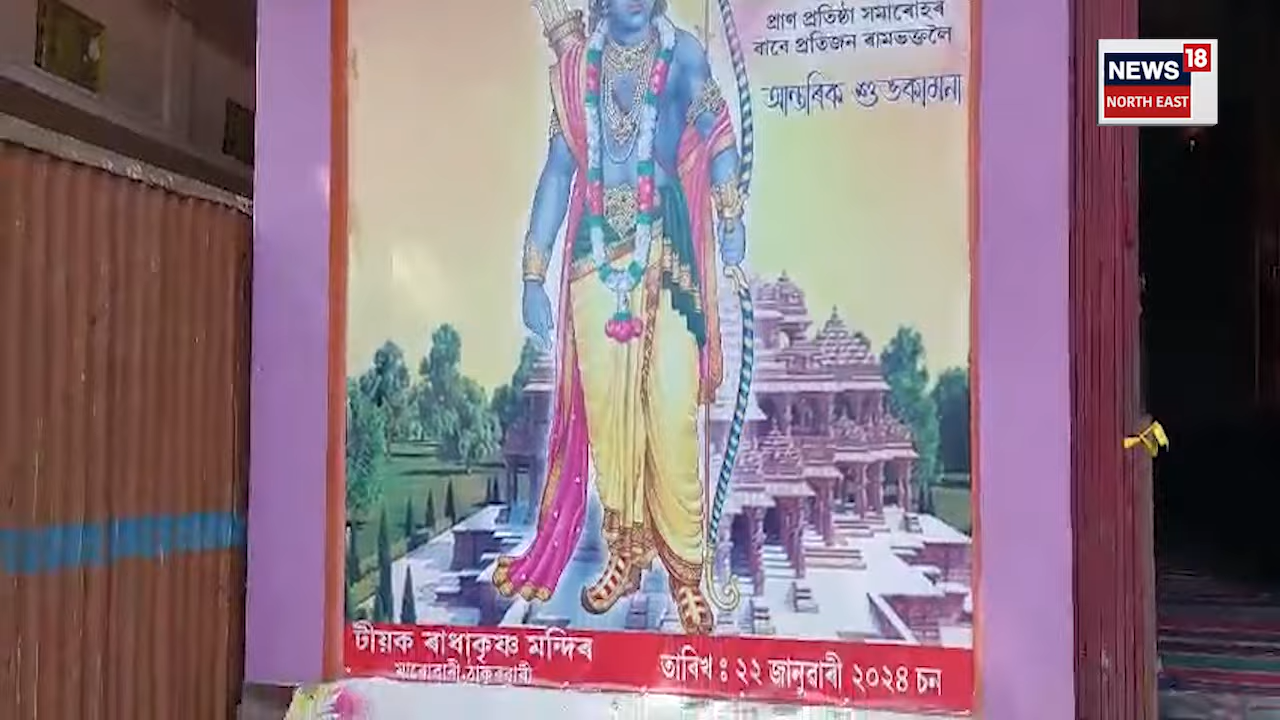 প্ৰাণ প্ৰতিষ্ঠা সমাৰোহৰ
বাবে প্ৰতিজন ৰামভক্তলৈ
আন্তৰিক শুভকামনা
NEWS 18
NORTH EAST
টীয়ক ৰাধাকৃষ্ণ মন্দিৰ
মাৰোৱাৰী ঠাকুৰবাৰী
তাৰিখ : ২২ জানুৱাৰী ২০২৪ চন